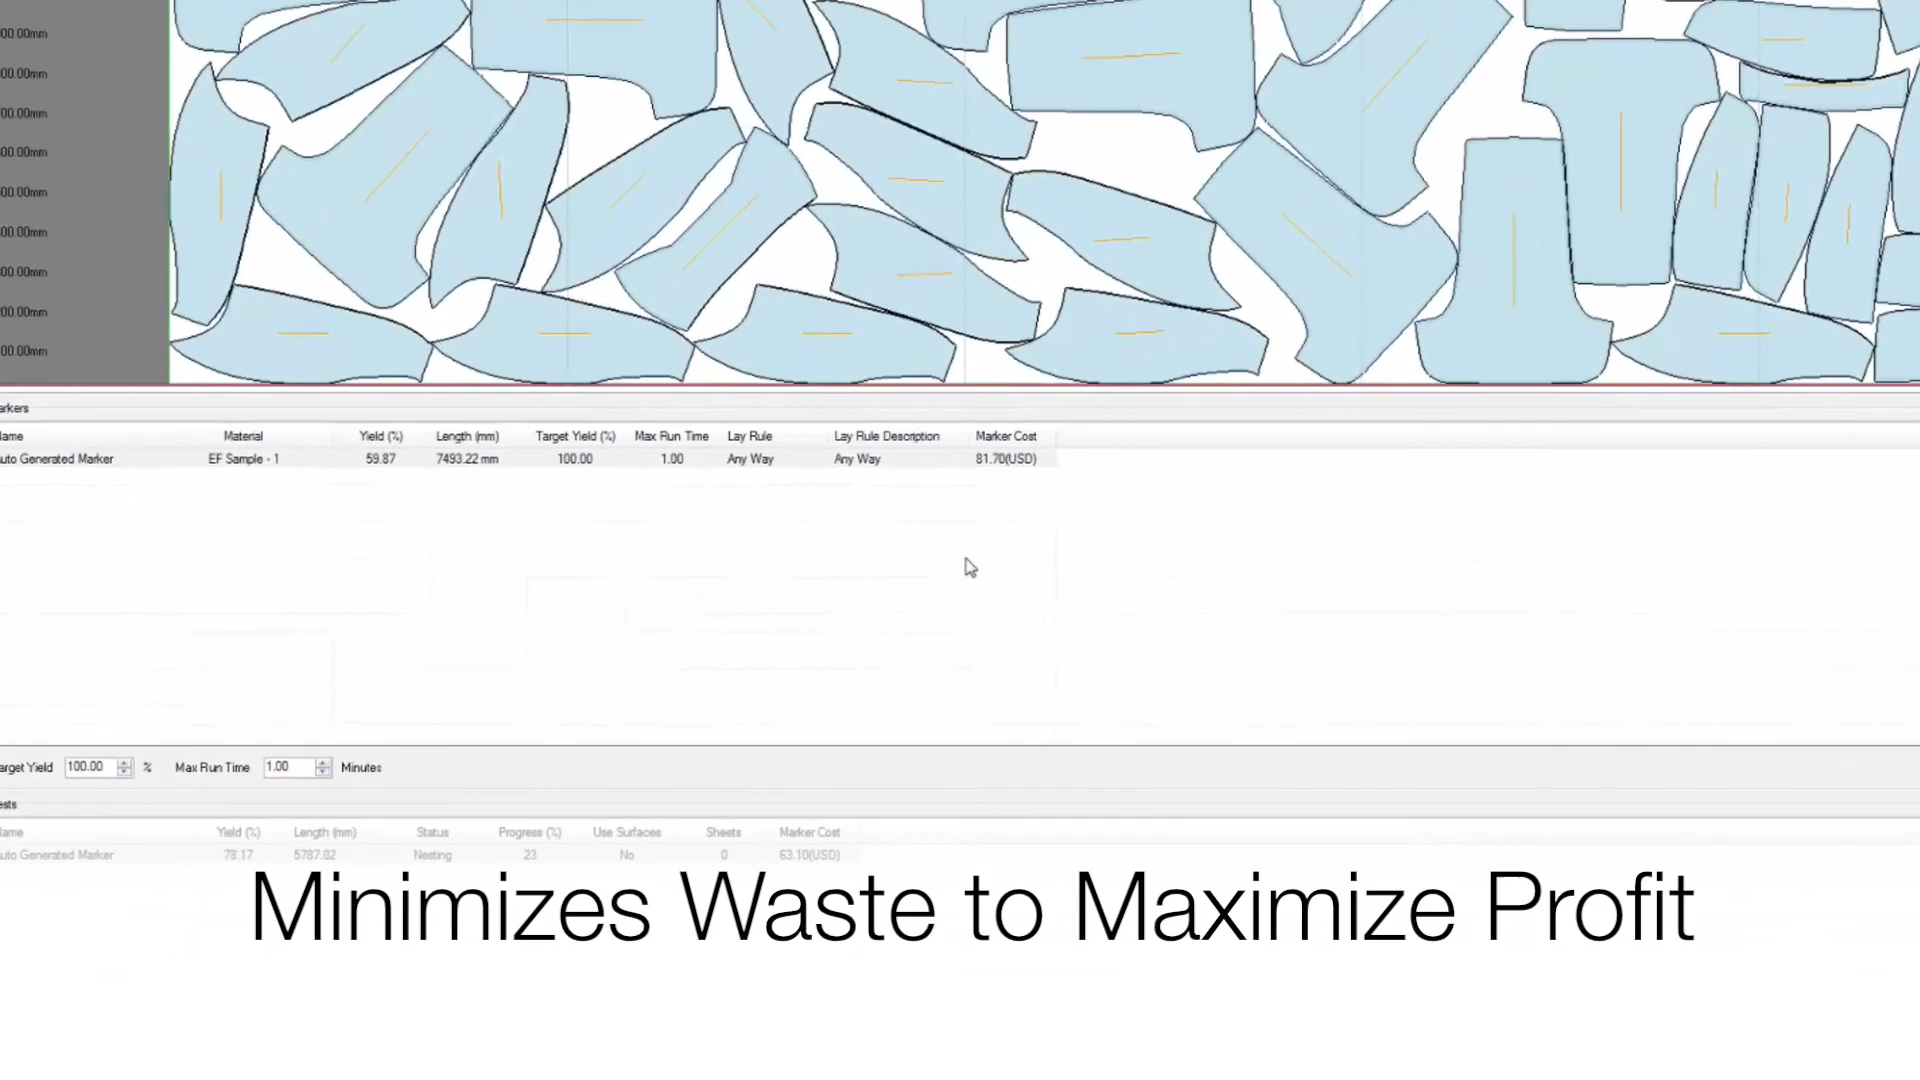 00.00mm
00.00mm
00.00mm
00.00mm
00.00mm
00.00mm
00.00mm
00.00mm
00.00mm
arkers
lame Material Yield (%) Length (mm) Target Yield (%) Max Run Time Lay Rule Lay Rule Description Marker Cost
uto Generated Marker EF Sample - 1 59.87 7493.22 mm 100.00 1.00 Any Way Any Way 81.70(USD)
arget Yield 100.00 % Max Run Time 1.00 Minutes
ests
lame Yield (%) Length (mm) Status Progress (%) Use Surfaces Sheets Marker Cost
uto Generated Marker 78.17 5787.02 Nesting 23 No 0 63.10(USD)
Minimizes Waste to Maximize Profit